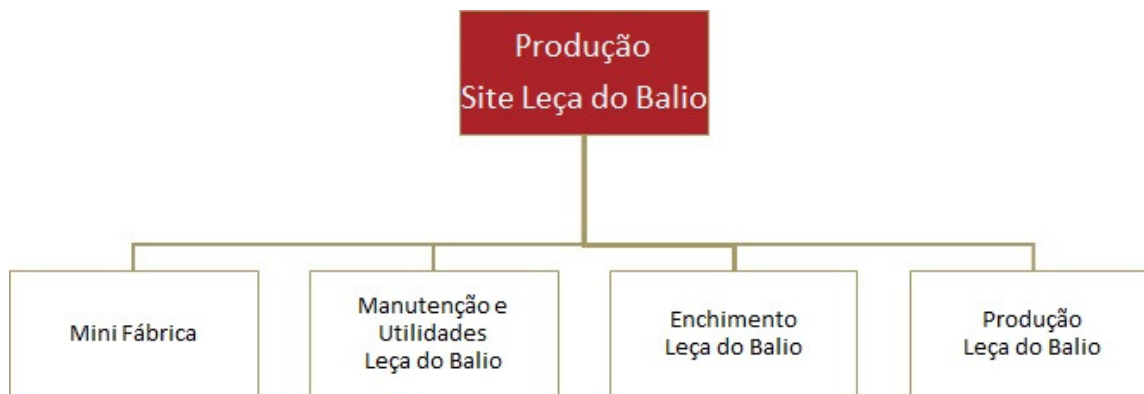 Produção
Site Leça do Balio
Mini Fábrica
Manutenção e
Utilidades
Leça do Balio
Enchimento
Leça do Balio
Produção
Leça do Balio